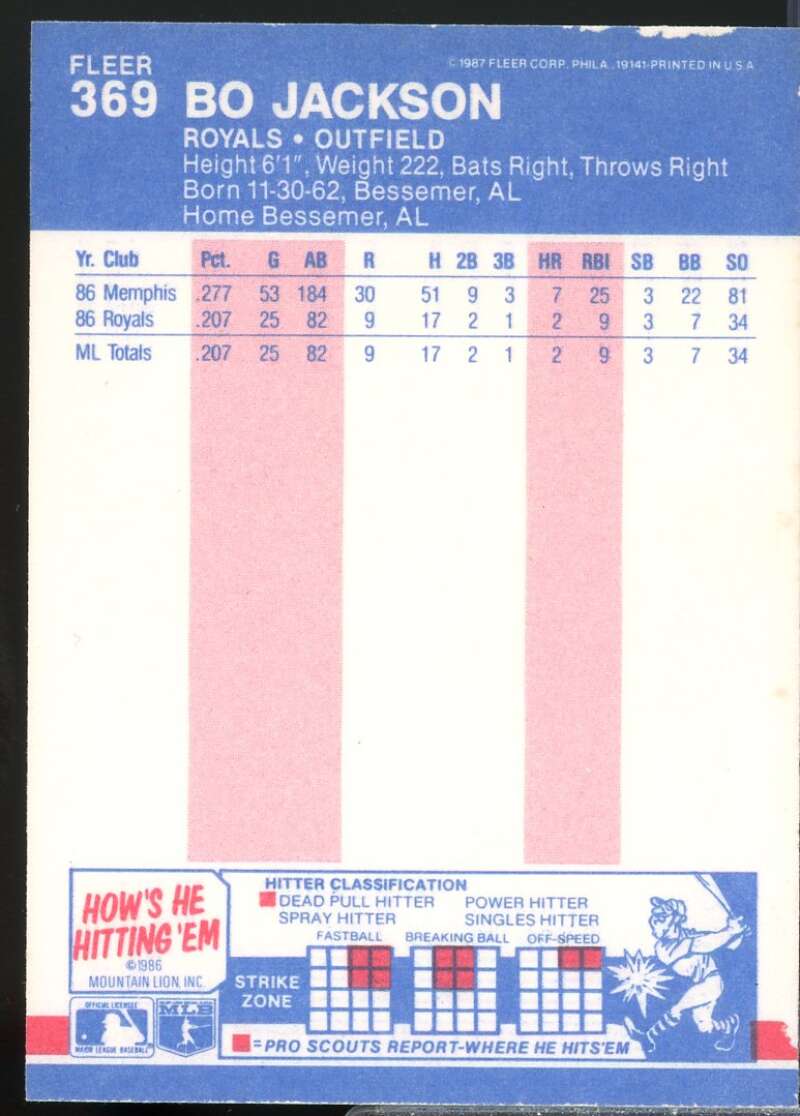 FLEER
© 1987 FLEER CORP. PHILA., 19141-PRINTED IN U S A
369 BO JACKSON
ROYALS • OUTFIELD
Height 6'1", Weight 222, Bats Right, Throws Right
Born 11-30-62, Bessemer, AL
Home Bessemer, AL
Yr. Club Pct. G AB R H 2B 3B HR RBI SB BB SO
86 Memphis .277 53 184 30 51 9 3 7 25 3 22 81
86 Royals .207 25 82 9 17 2 1 2 9 3 7 34
ML Totals .207 25 82 9 17 2 1 2 9 3 7 34
HOW'S HE
HITTING 'EM
©1986
MOUNTAIN LION, INC.
OFFICIAL LICENSEE
MAJOR LEAGUE BASEBALL
MLB
HITTER CLASSIFICATION
DEAD PULL HITTER POWER HITTER
SPRAY HITTER SINGLES HITTER
FASTBALL BREAKING BALL OFF-SPEED
STRIKE
ZONE
= PRO SCOUTS REPORT-WHERE HE HITS 'EM